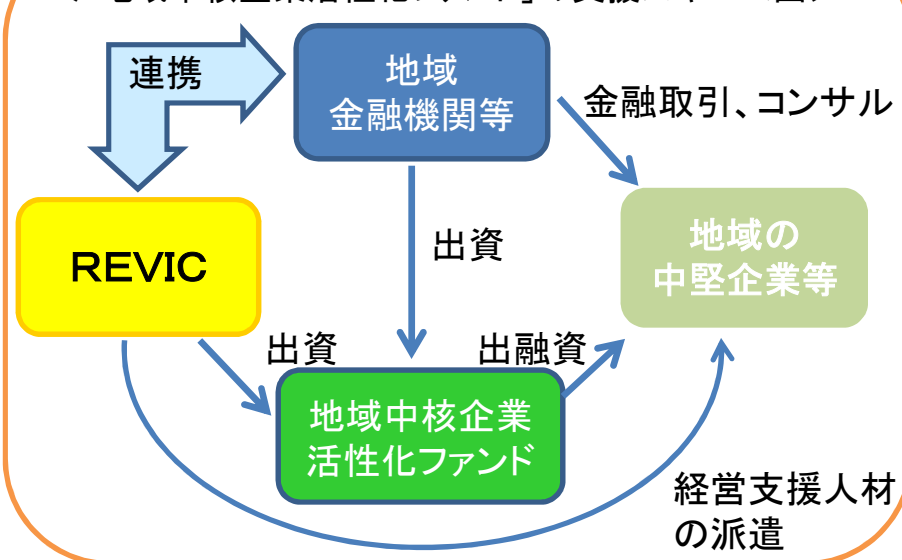 連携
地域
金融機関等
金融取引、コンサル
REVIC
出資
地域の
中堅企業等
出資
出融資
地域中核企業
活性化ファンド
経営支援人材
の派遣